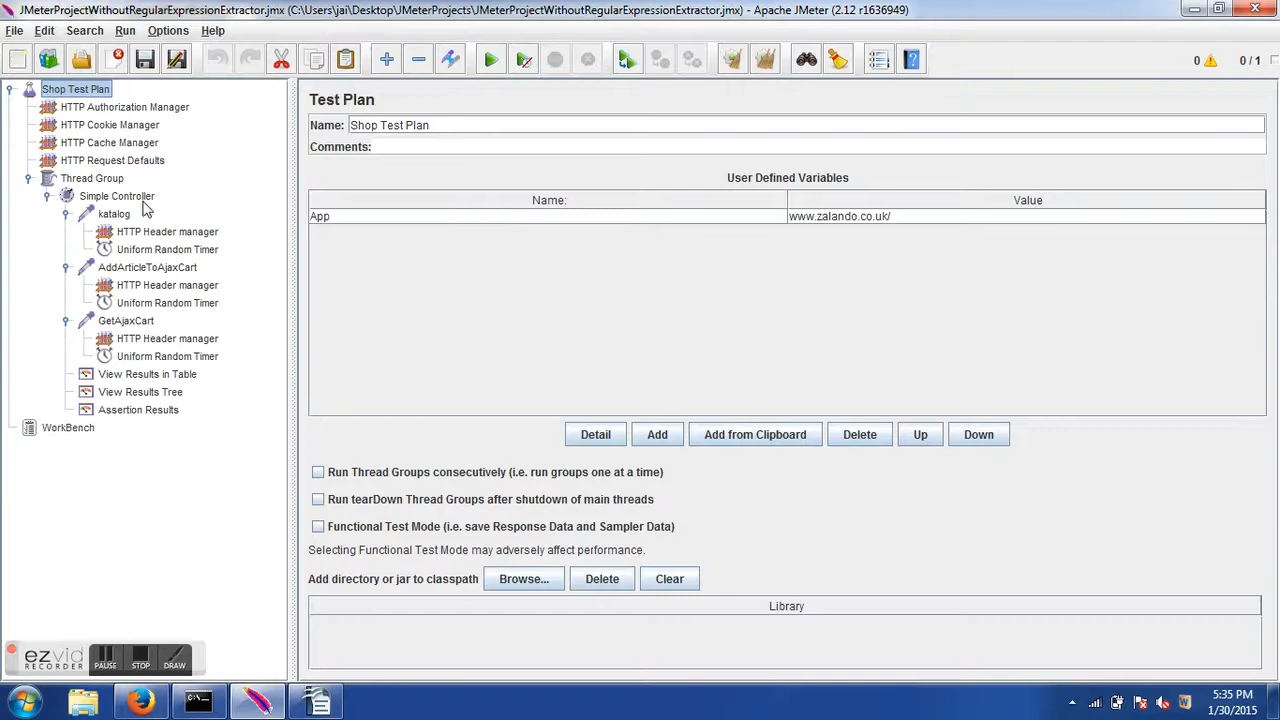 JMeterProjectWithoutRegularExpressionExtractor.jmx (C:\Users\jai\Desktop\JMeterProjects\JMeterProjectWithoutRegularExpressionExtractor.jmx) - Apache JMeter (2.12 r1636949)
File Edit Search Run Options Help
0 0 / 1
Shop Test Plan
HTTP Authorization Manager
HTTP Cookie Manager
HTTP Cache Manager
HTTP Request Defaults
Thread Group
Simple Controller
katalog
HTTP Header manager
Uniform Random Timer
AddArticleToAjaxCart
HTTP Header manager
Uniform Random Timer
GetAjaxCart
HTTP Header manager
Uniform Random Timer
View Results in Table
View Results Tree
Assertion Results
WorkBench
Test Plan
Name: Shop Test Plan
Comments:
User Defined Variables
Name: Value
App www.zalando.co.uk/
Detail Add Add from Clipboard Delete Up Down
Run Thread Groups consecutively (i.e. run groups one at a time)
Run tearDown Thread Groups after shutdown of main threads
Functional Test Mode (i.e. save Response Data and Sampler Data)
Selecting Functional Test Mode may adversely affect performance.
Add directory or jar to classpath Browse... Delete Clear
Library
ezvid
RECORDER
PAUSE STOP DRAW
5:35 PM
1/30/2015